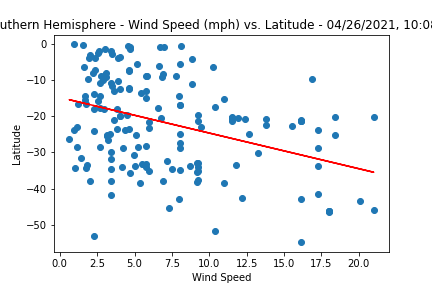 uthern Hemisphere - Wind Speed (mph) vs. Latitude - 04/26/2021, 10:08
0
−10
−20
−30
−40
−50
Latitude
0.0 2.5 5.0 7.5 10.0 12.5 15.0 17.5 20.0
Wind Speed